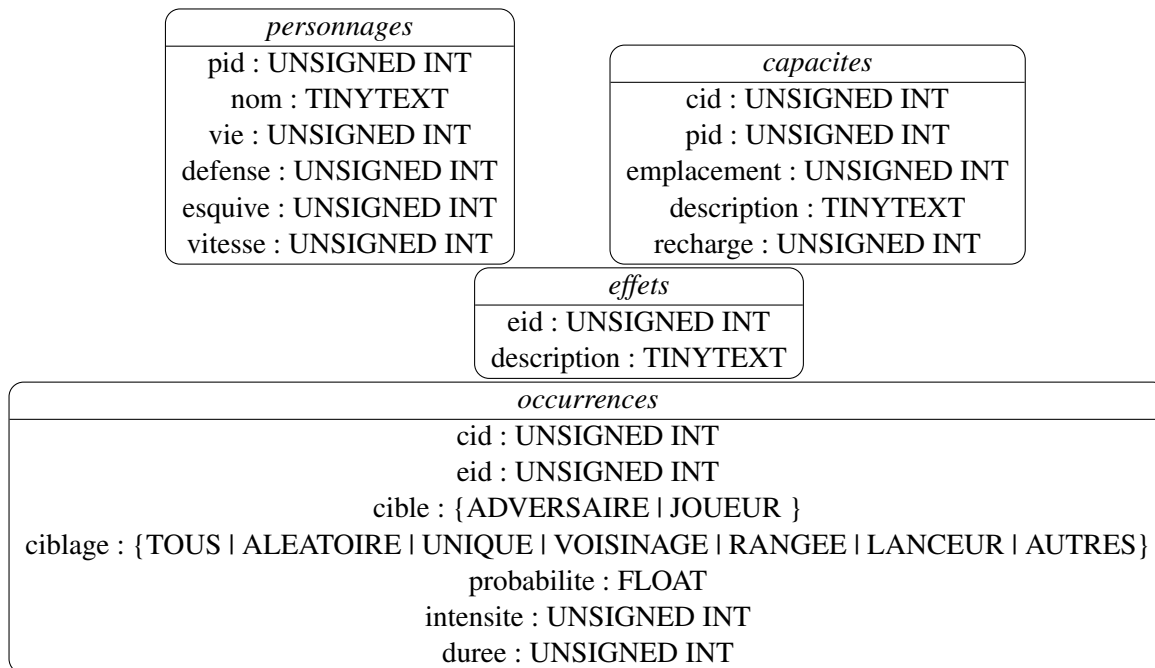 personnages
pid : UNSIGNED INT
nom : TINYTEXT
vie : UNSIGNED INT
defense : UNSIGNED INT
esquive : UNSIGNED INT
vitesse : UNSIGNED INT
capacites
cid : UNSIGNED INT
pid : UNSIGNED INT
emplacement : UNSIGNED INT
description : TINYTEXT
recharge : UNSIGNED INT
effets
eid : UNSIGNED INT
description : TINYTEXT
occurrences
cid : UNSIGNED INT
eid : UNSIGNED INT
cible : {ADVERSAIRE | JOUEUR }
ciblage : {TOUS | ALEATOIRE | UNIQUE | VOISINAGE | RANGEE | LANCEUR | AUTRES}
probabilite : FLOAT
intensite : UNSIGNED INT
duree : UNSIGNED INT